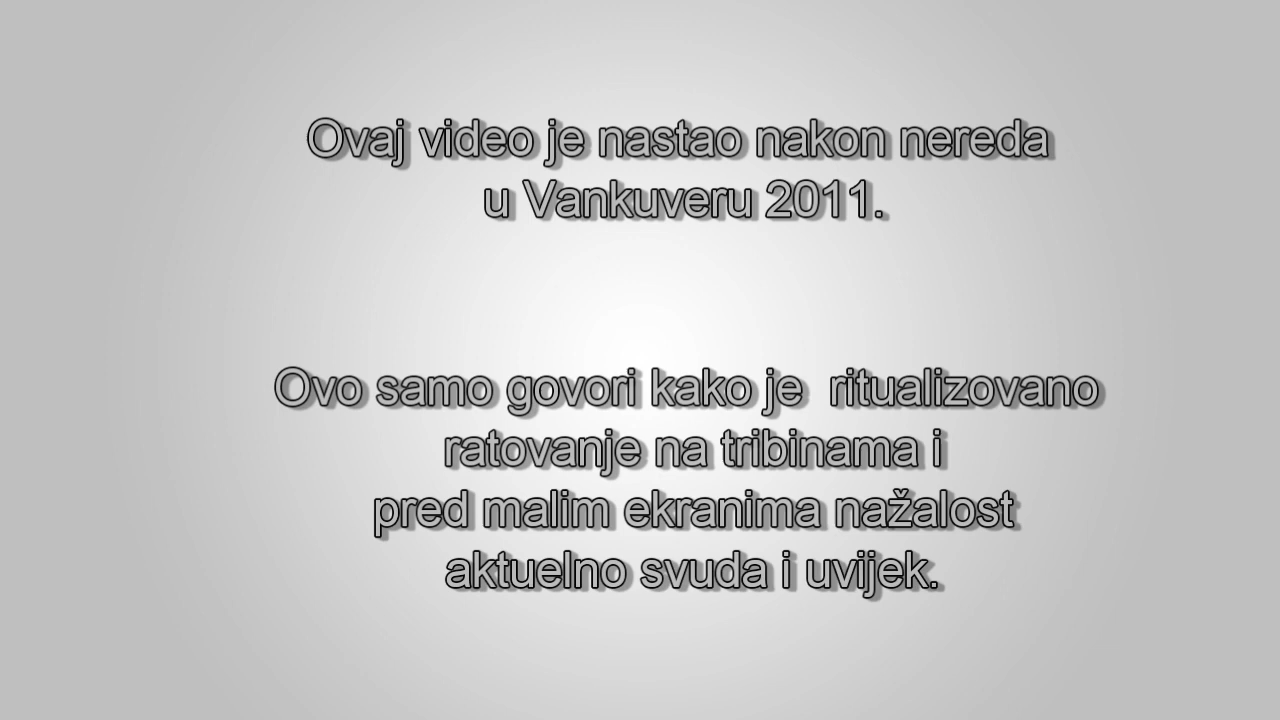 Ovaj video je nastao nakon nereda
u Vankuveru 2011.
Ovo samo govori kako je  ritualizovano
ratovanje na tribinama i
pred malim ekranima nažalost
aktuelno svuda i uvijek.